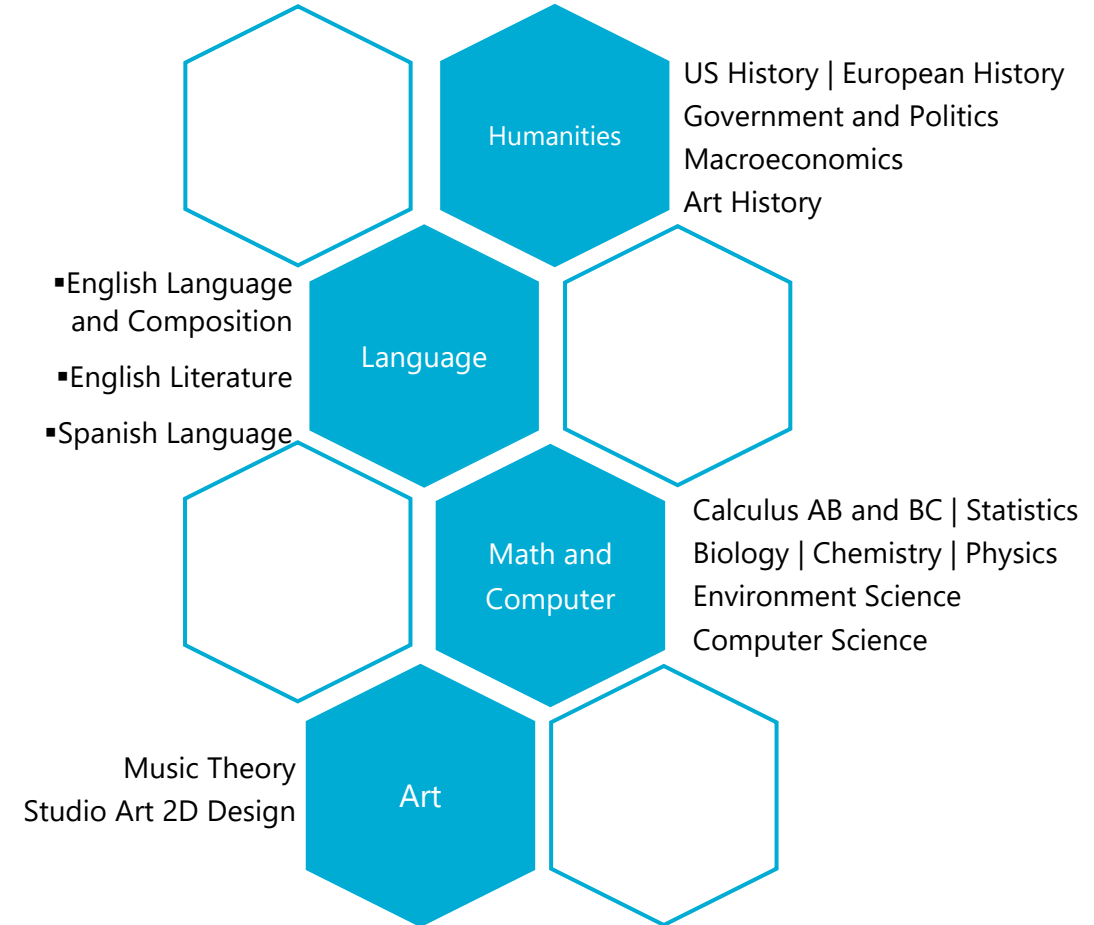 Humanities
US History | European History
Government and Politics
Macroeconomics
Art History
▪English Language
and Composition
▪English Literature
▪Spanish Language
Language
Math and
Computer
Calculus AB and BC | Statistics
Biology | Chemistry | Physics
Environment Science
Computer Science
Music Theory
Studio Art 2D Design
Art